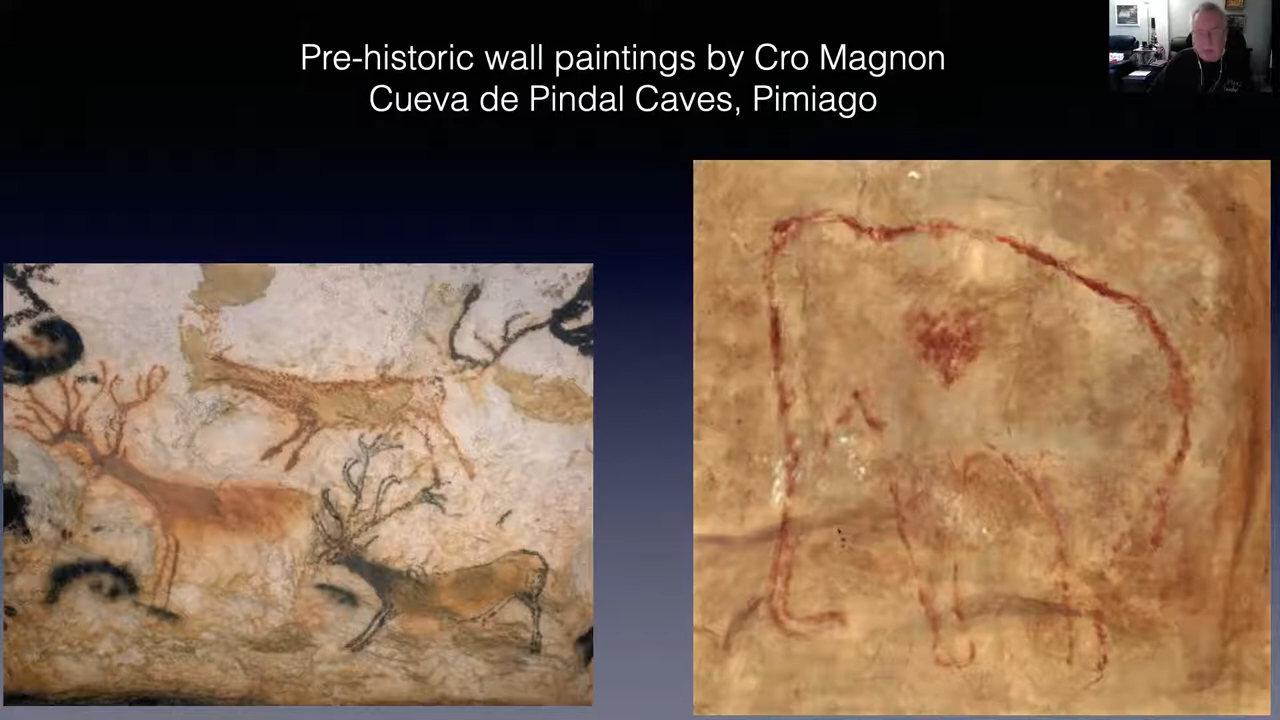 Pre-historic wall paintings by Cro Magnon
Cueva de Pindal Caves, Pimiago